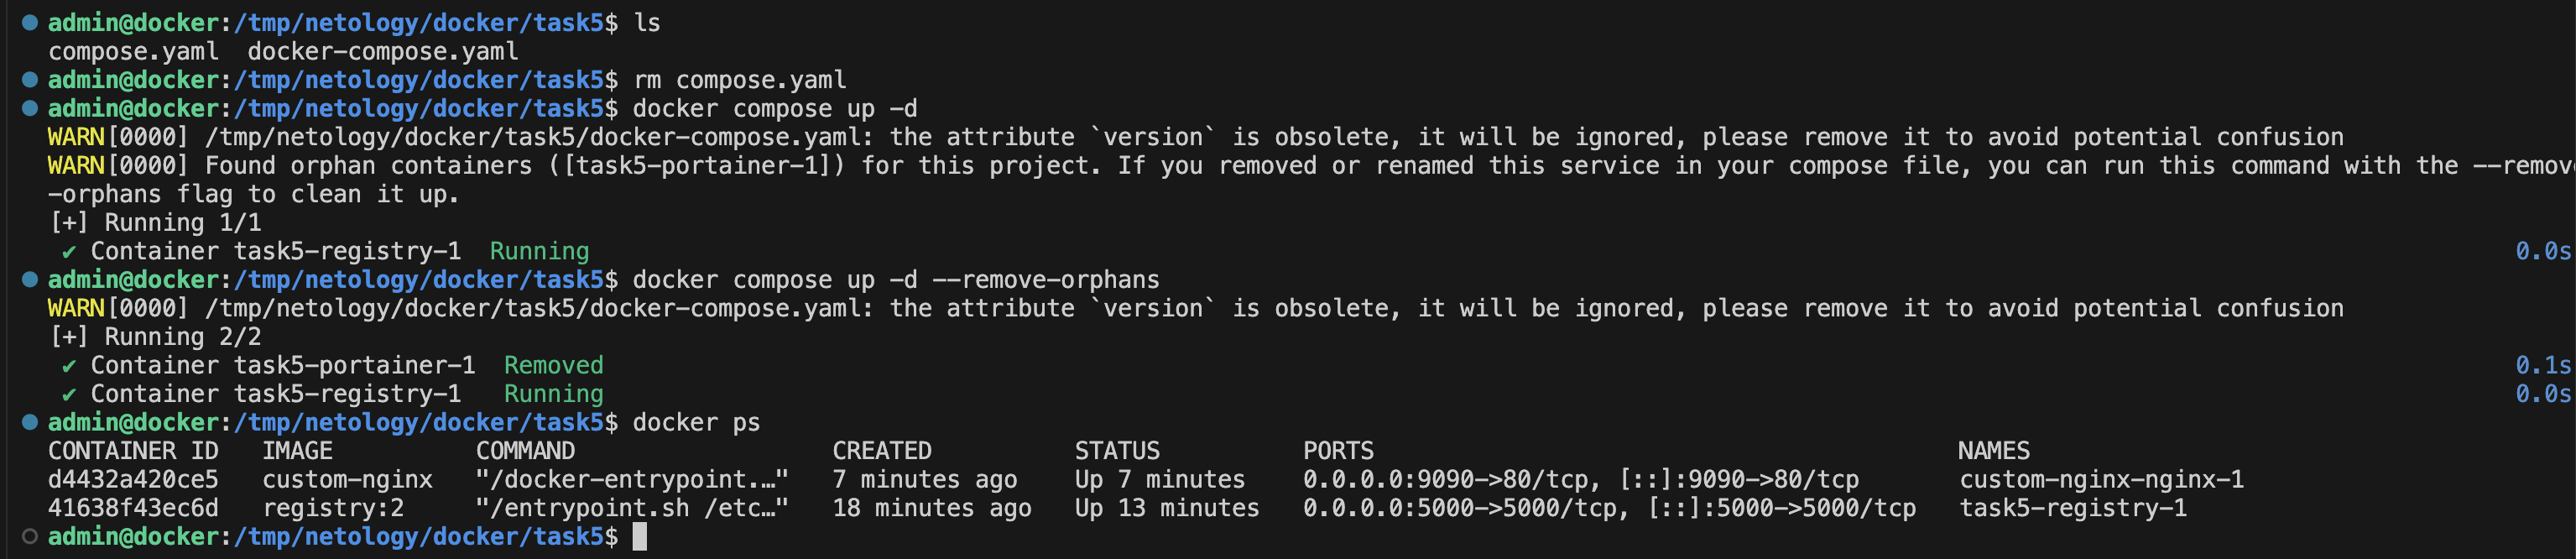 admin@docker:/tmp/netology/docker/task5$ ls
compose.yaml  docker-compose.yaml
admin@docker:/tmp/netology/docker/task5$ rm compose.yaml
admin@docker:/tmp/netology/docker/task5$ docker compose up -d
WARN[0000] /tmp/netology/docker/task5/docker-compose.yaml: the attribute `version` is obsolete, it will be ignored, please remove it to avoid potential confusion
WARN[0000] Found orphan containers ([task5-portainer-1]) for this project. If you removed or renamed this service in your compose file, you can run this command with the --remov
-orphans flag to clean it up.
[+] Running 1/1
✔ Container task5-registry-1  Running 0.0s
admin@docker:/tmp/netology/docker/task5$ docker compose up -d --remove-orphans
WARN[0000] /tmp/netology/docker/task5/docker-compose.yaml: the attribute `version` is obsolete, it will be ignored, please remove it to avoid potential confusion
[+] Running 2/2
✔ Container task5-portainer-1  Removed 0.1s
✔ Container task5-registry-1   Running 0.0s
admin@docker:/tmp/netology/docker/task5$ docker ps
CONTAINER ID   IMAGE          COMMAND                  CREATED          STATUS          PORTS                                         NAMES
d4432a420ce5   custom-nginx   "/docker-entrypoint.…"   7 minutes ago    Up 7 minutes    0.0.0.0:9090->80/tcp, [::]:9090->80/tcp       custom-nginx-nginx-1
41638f43ec6d   registry:2     "/entrypoint.sh /etc…"   18 minutes ago   Up 13 minutes   0.0.0.0:5000->5000/tcp, [::]:5000->5000/tcp   task5-registry-1
admin@docker:/tmp/netology/docker/task5$